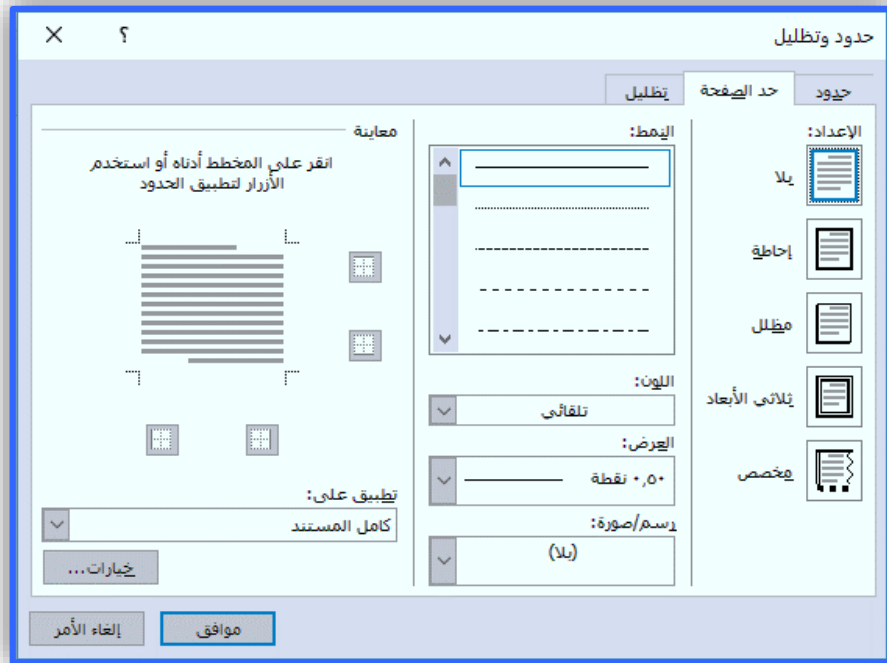 حدود وتظليل
؟
حدود
حد الصفحة
تظليل
الإعداد:
بلا
إحاطة
مظلل
ثلاثي الأبعاد
مخصص
النمط:
اللون:
تلقائي
العرض:
٠,٥٠ نقطة
رسم/صورة:
(بلا)
معاينة
انقر على المخطط أدناه أو استخدم
الأزرار لتطبيق الحدود
تطبيق على:
كامل المستند
خيارات...
موافق
إلغاء الأمر